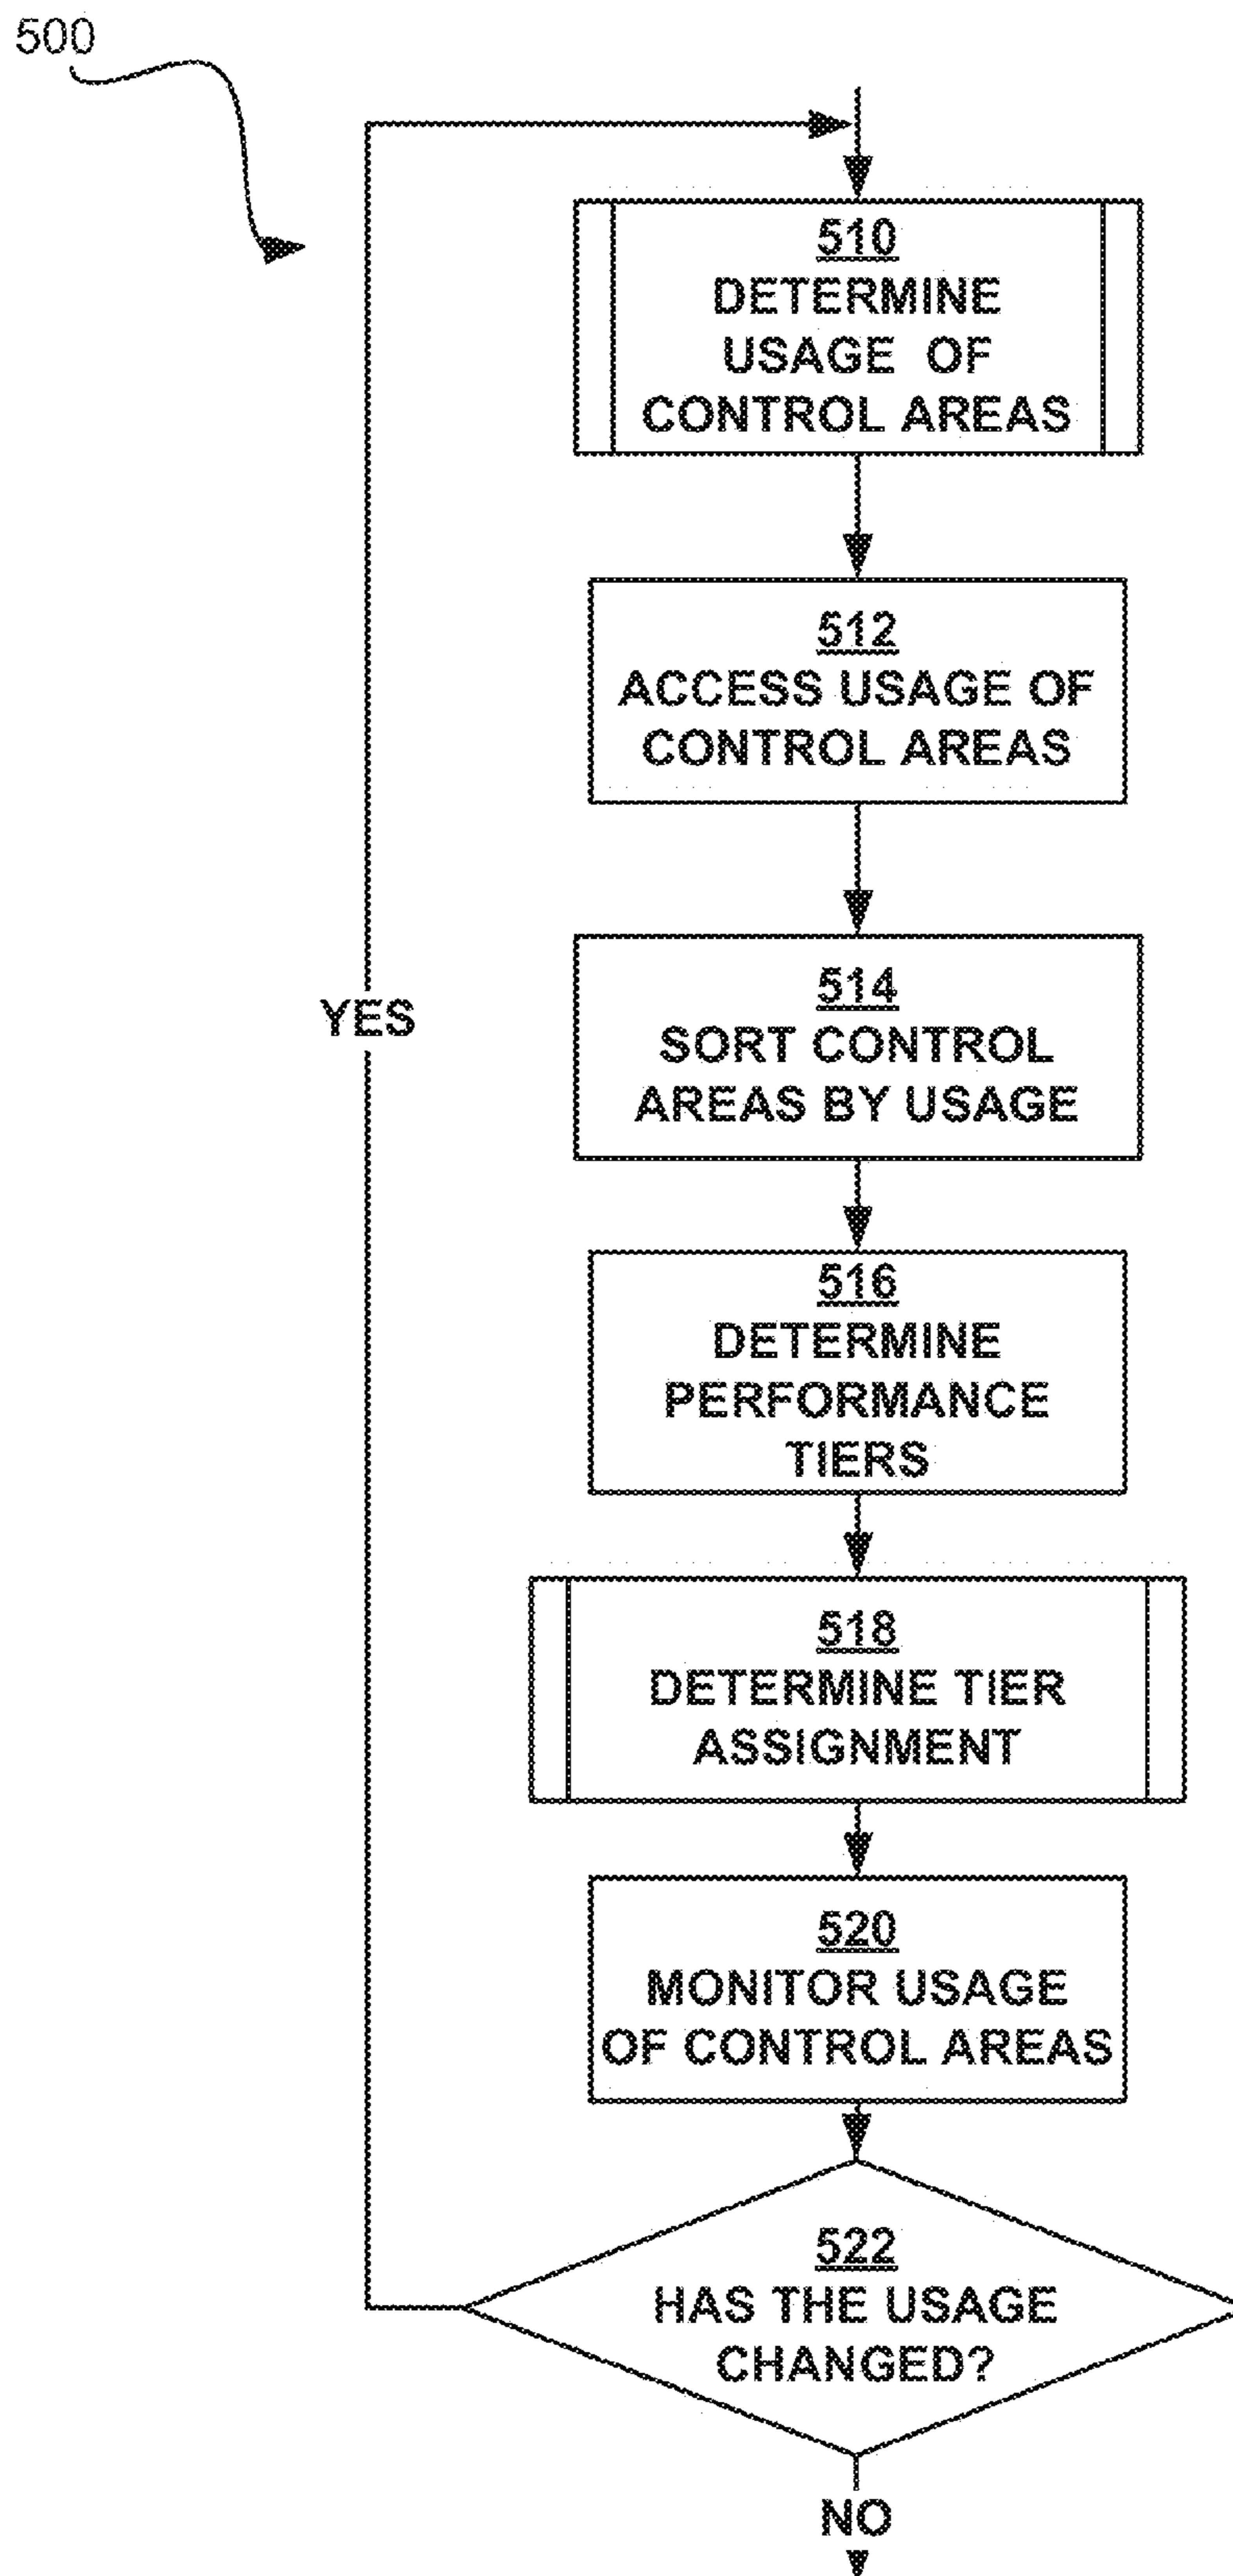 500
510
DETERMINE
USAGE OF
CONTROL AREAS
512
ACCESS USAGE OF
CONTROL AREAS
514
SORT CONTROL
AREAS BY USAGE
YES
516
DETERMINE
PERFORMANCE
TIERS
518
DETERMINE TIER
ASSIGNMENT
520
MONITOR USAGE
OF CONTROL AREAS
522
HAS THE USAGE
CHANGED?
NO